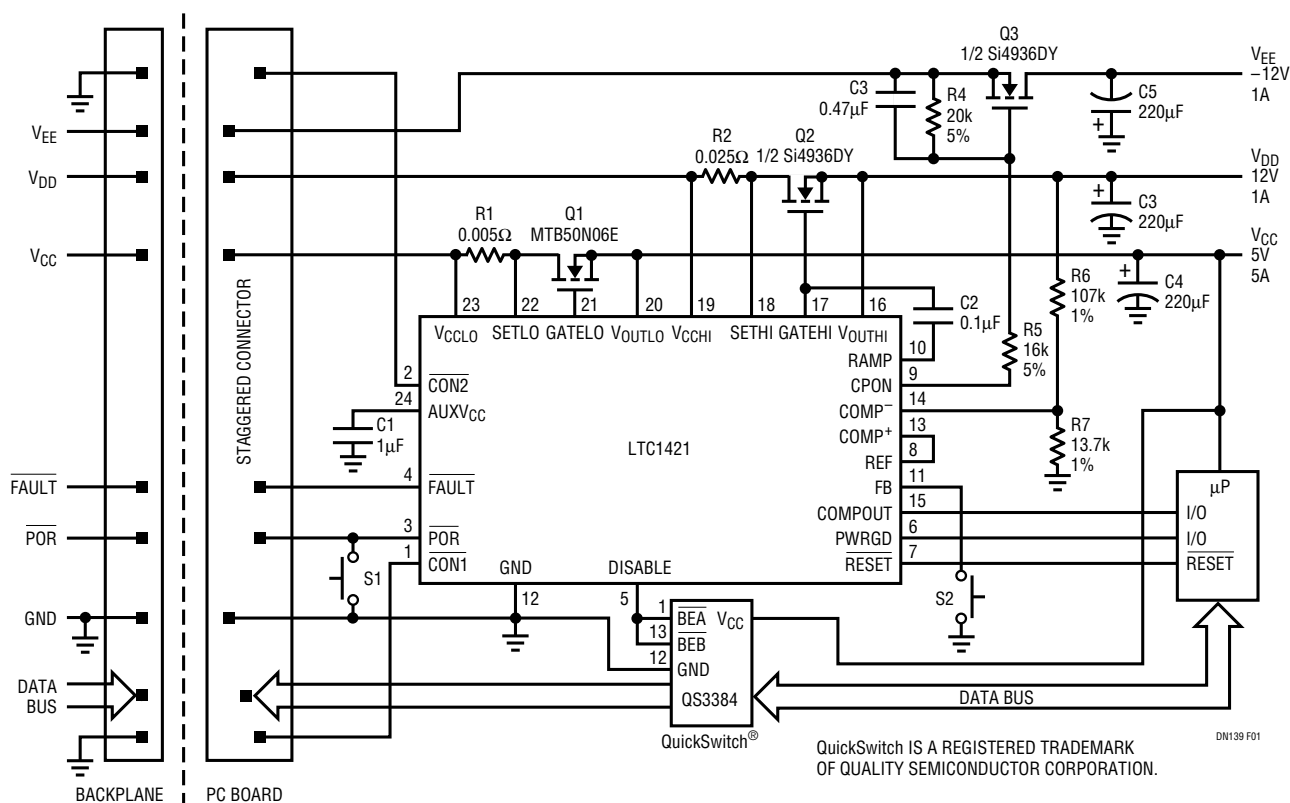 Q3
1/2 Si4936DY
VEE
–12V
1A
C3
0.47µF
R4
20k
5%
C5
220µF
+
VEE
R2
0.025Ω
Q2
1/2 Si4936DY
VDD
12V
1A
VDD
+
C3
220µF
R1
0.005Ω
Q1
MTB50N06E
VCC
5V
5A
VCC
STAGGERED CONNECTOR
+
C4
220µF
R6
107k
1%
23
22
21
20
19
18
17
16
C2
0.1µF
R5
16k
5%
VCCLO
SETLO
GATELO
VOUTLO
VCCHI
SETHI
GATEHI
VOUTHI
RAMP
10
2
CON2
CPON
9
24
AUXVCC
COMP–
14
C1
1µF
COMP+
13
R7
13.7k
1%
LTC1421
REF
8
FAULT
4
FAULT
FB
11
µP
COMPOUT
15
I/O
POR
3
POR
PWRGD
6
I/O
1
CON1
RESET
7
RESET
S1
GND
DISABLE
12
5
S2
GND
1
BEA
VCC
13
BEB
12
GND
DATA
BUS
QS3384
DATA BUS
QuickSwitch®
QuickSwitch IS A REGISTERED TRADEMARK
OF QUALITY SEMICONDUCTOR CORPORATION.
DN139 F01
BACKPLANE
PC BOARD